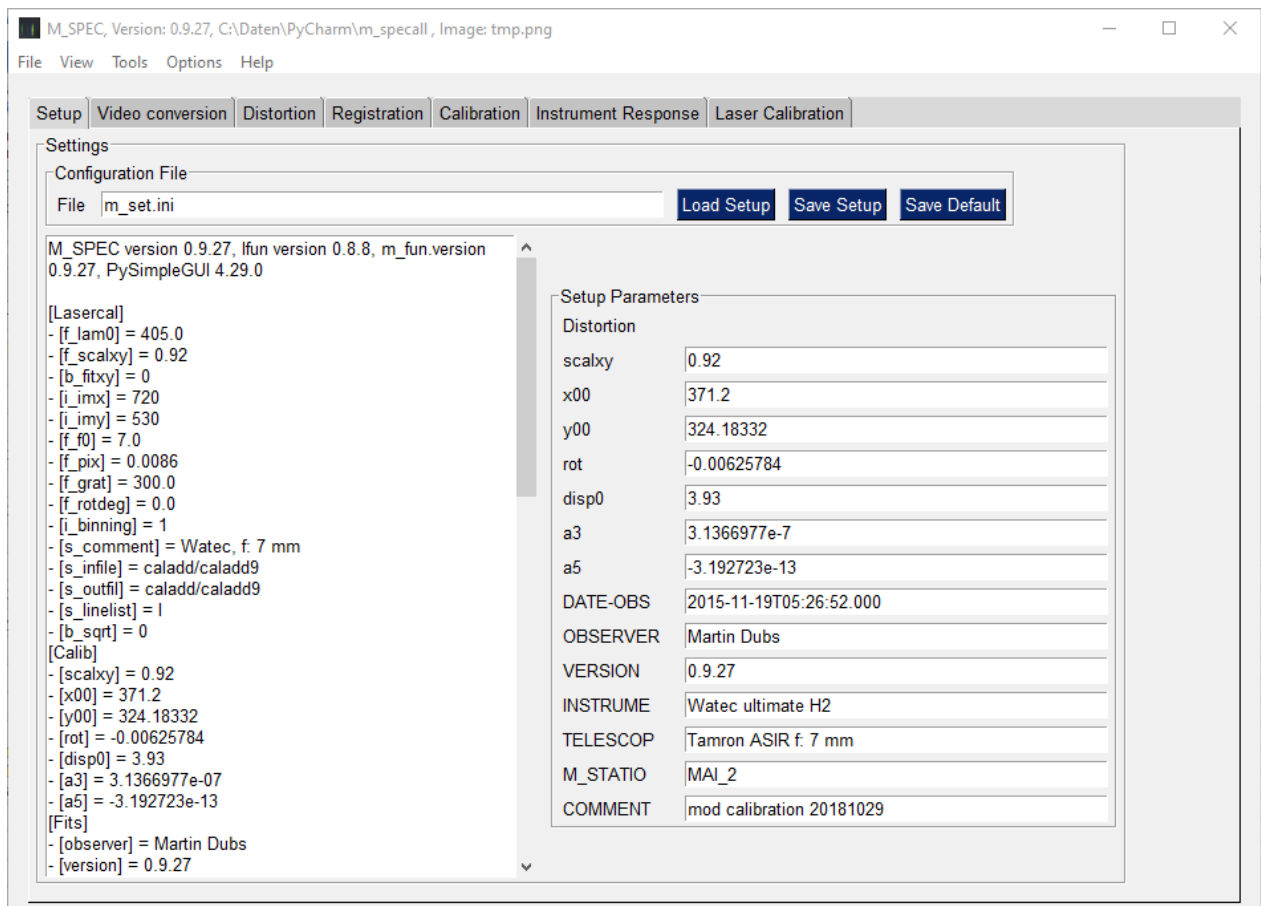 M_SPEC, Version: 0.9.27, C:\Daten\PyCharm\m_specall , Image: tmp.png
File View Tools Options Help
Setup Video conversion Distortion Registration Calibration Instrument Response Laser Calibration
Settings
Configuration File
File m_set.ini Load Setup Save Setup Save Default
M_SPEC version 0.9.27, lfun version 0.8.8, m_fun.version
0.9.27, PySimpleGUI 4.29.0
[Lasercal]
- [f_lam0] = 405.0
- [f_scalxy] = 0.92
- [b_fitxy] = 0
- [i_imx] = 720
- [i_imy] = 530
- [f_f0] = 7.0
- [f_pix] = 0.0086
- [f_grat] = 300.0
- [f_rotdeg] = 0.0
- [i_binning] = 1
- [s_comment] = Watec, f: 7 mm
- [s_infile] = caladd/caladd9
- [s_outfil] = caladd/caladd9
- [s_linelist] = l
- [b_sqrt] = 0
[Calib]
- [scalxy] = 0.92
- [x00] = 371.2
- [y00] = 324.18332
- [rot] = -0.00625784
- [disp0] = 3.93
- [a3] = 3.1366977e-07
- [a5] = -3.192723e-13
[Fits]
- [observer] = Martin Dubs
- [version] = 0.9.27
Setup Parameters
Distortion
scalxy 0.92
x00 371.2
y00 324.18332
rot -0.00625784
disp0 3.93
a3 3.1366977e-7
a5 -3.192723e-13
DATE-OBS 2015-11-19T05:26:52.000
OBSERVER Martin Dubs
VERSION 0.9.27
INSTRUME Watec ultimate H2
TELESCOP Tamron ASIR f: 7 mm
M_STATIO MAI_2
COMMENT mod calibration 20181029